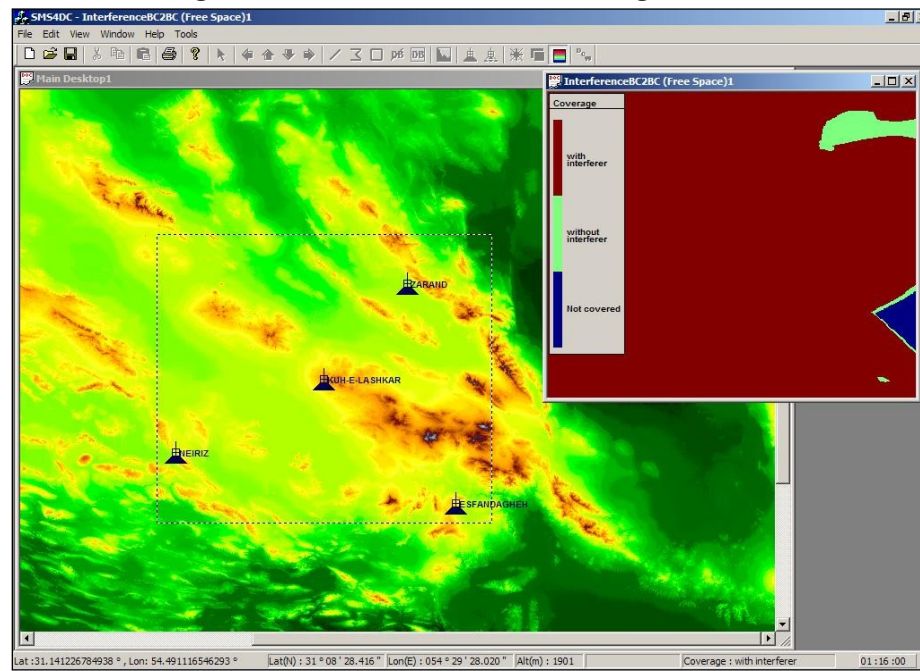 SMS4DC - InterferenceBC2BC (Free Space)1
File Edit View Window Help Tools
Main Desktop1
InterferenceBC2BC (Free Space)1
Coverage
with
interferer
without
interferer
Not covered
ZARAND
KUH-E-LASHKAR
NEIRIZ
ESFANDAGHEH
Lat :31.141226784938 ° , Lon: 54.491116546293 ° Lat(N) : 31 ° 08 ' 28.416 " Lon(E) : 054 ° 29 ' 28.020 " Alt(m) : 1901 Coverage : with interferer 01:16:00